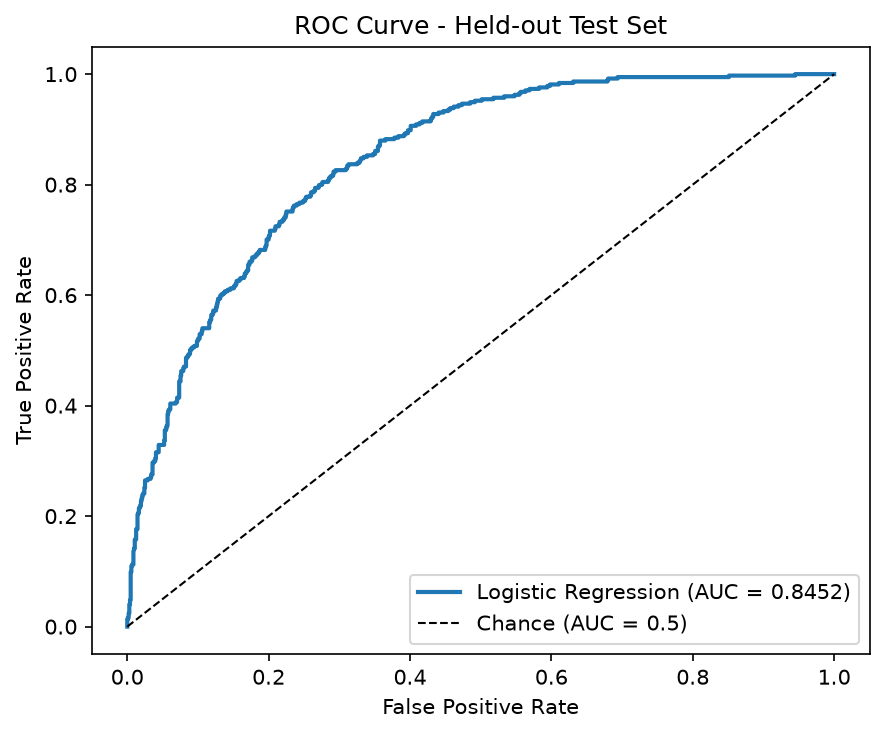 ROC Curve - Held-out Test Set
True Positive Rate
1.0
0.8
0.6
0.4
0.2
0.0
0.0 0.2 0.4 0.6 0.8 1.0
False Positive Rate
Logistic Regression (AUC = 0.8452)
Chance (AUC = 0.5)